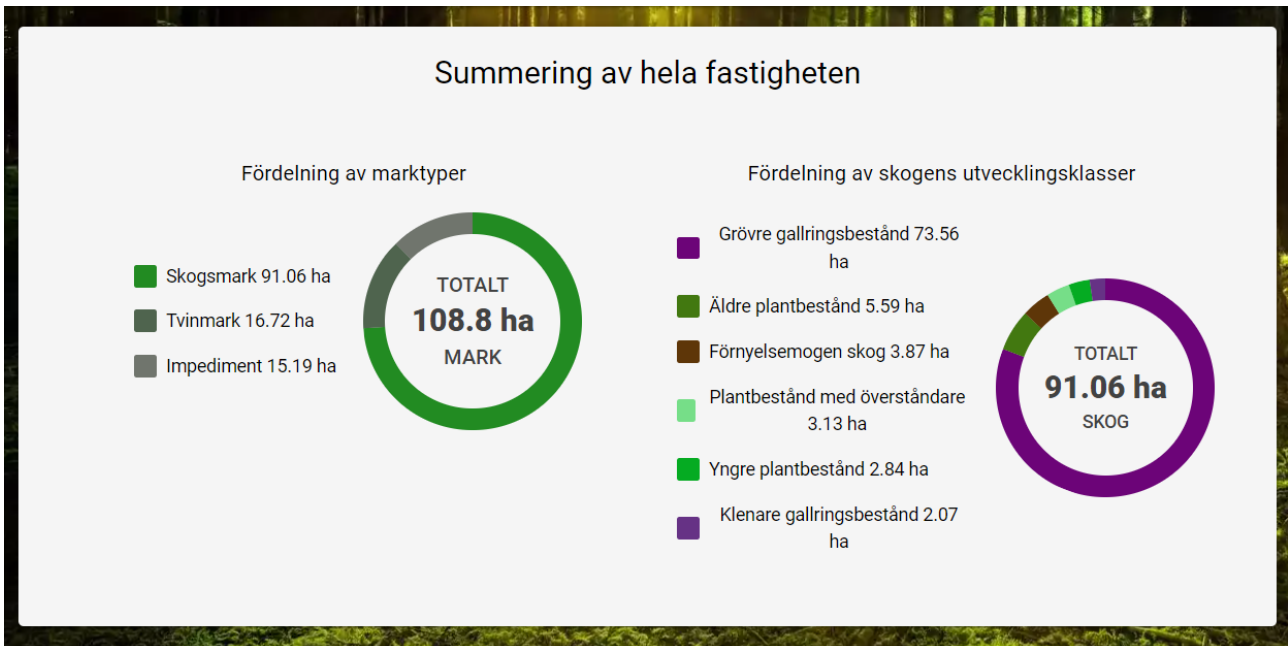 Summering av hela fastigheten
Fördelning av marktyper
Skogsmark 91.06 ha
Tvinmark 16.72 ha
Impediment 15.19 ha
TOTALT
108.8 ha
MARK
Fördelning av skogens utvecklingsklasser
Grövre gallringsbestånd 73.56
ha
Äldre plantbestånd 5.59 ha
Förnyelsemogen skog 3.87 ha
Plantbestånd med överståndare
3.13 ha
Yngre plantbestånd 2.84 ha
Klenare gallringsbestånd 2.07
ha
TOTALT
91.06 ha
SKOG